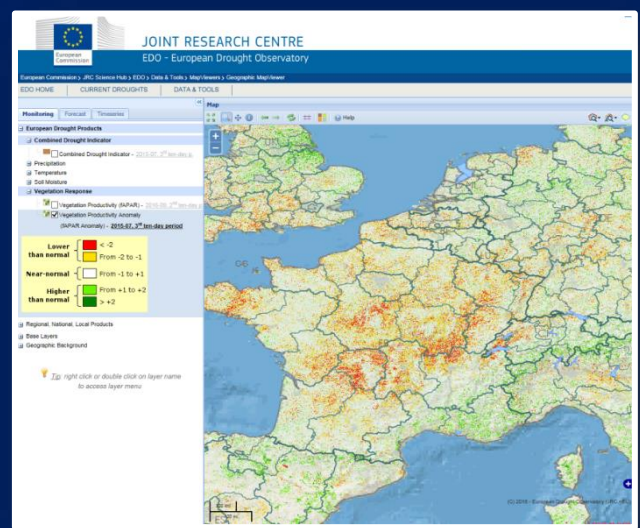 European
Commission
JOINT RESEARCH CENTRE
EDO - European Drought Observatory
European Commission > JRC Science Hub > EDO > Data & Tools > MapViewers > Geographic MapViewer
EDO HOME
CURRENT DROUGHTS
DATA & TOOLS
Monitoring
Forecast
Timeseries
European Drought Products
Combined Drought Indicator
Combined Drought Indicator - 2015-07, 3rd ten-day p.
Precipitation
Temperature
Soil Moisture
Vegetation Response
Vegetation Productivity (fAPAR) -
Vegetation Productivity Anomaly
(fAPAR Anomaly) - 2015-07, 3rd ten-day period
Lower
than normal
< -2
From -2 to -1
Near-normal
From -1 to +1
Higher
than normal
From +1 to +2
> +2
Regional, National, Local Products
Base Layers
Geographic Background
Tip: right click or double click on layer name
to access layer menu
Map
Help